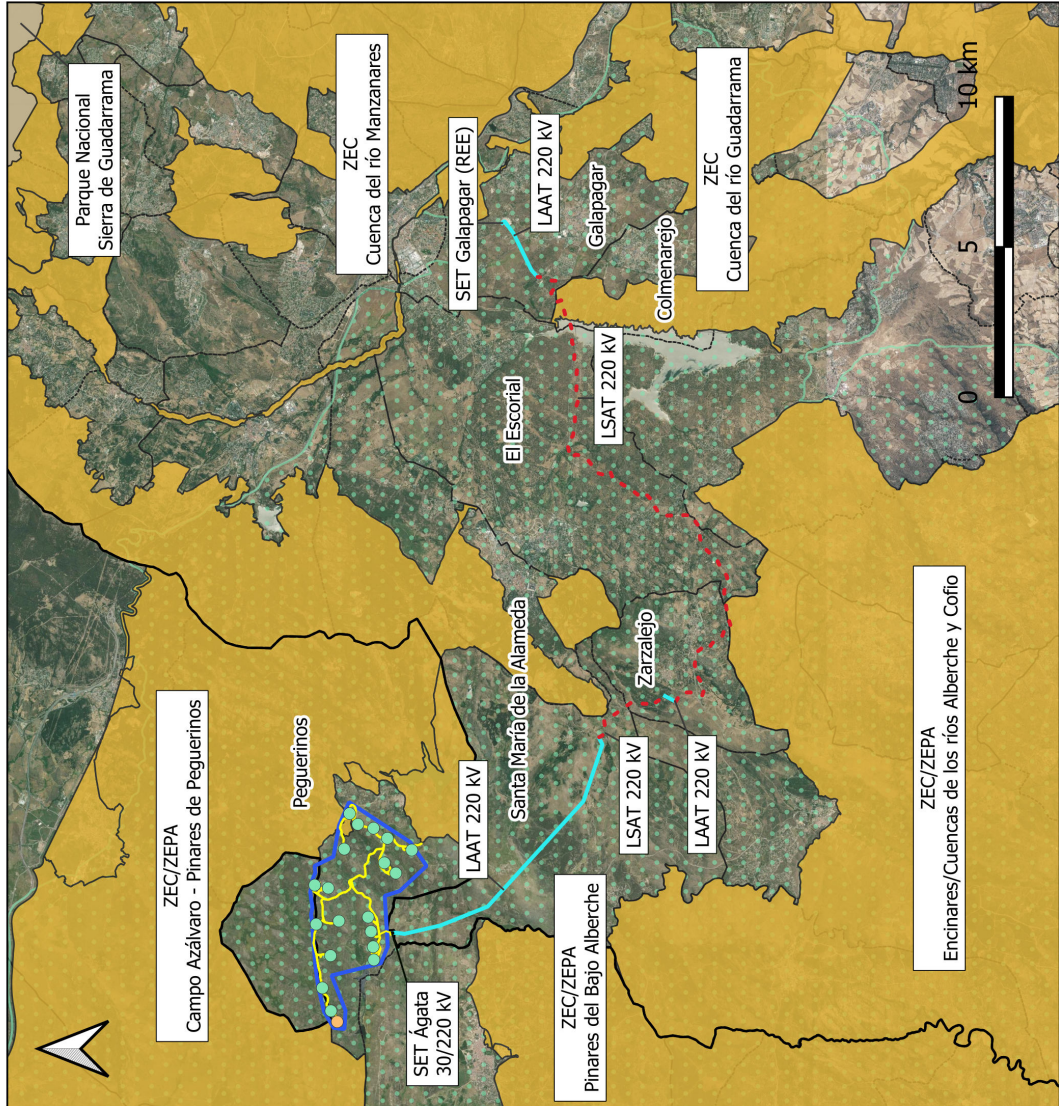 Parque Nacional
Sierra de Guadarrama
ZEC/ZEPA
Campo Azálvaro - Pinares de Peguerinos
Peguerinos
ZEC
Cuenca del río Manzanares
SET Ágata
30/220 kV
SET Galapagar (REE)
LAAT 220 kV
Santa María de la Alameda
El Escorial
LAAT 220 kV
ZEC/ZEPA
Pinares del Bajo Alberche
Galapagar
LSAT 220 kV
LSAT 220 kV
Zarzalejo
Colmenarejo
LAAT 220 kV
ZEC
Cuenca del río Guadarrama
ZEC/ZEPA
Encinares/Cuencas de los ríos Alberche y Cofio
0 5 10 km